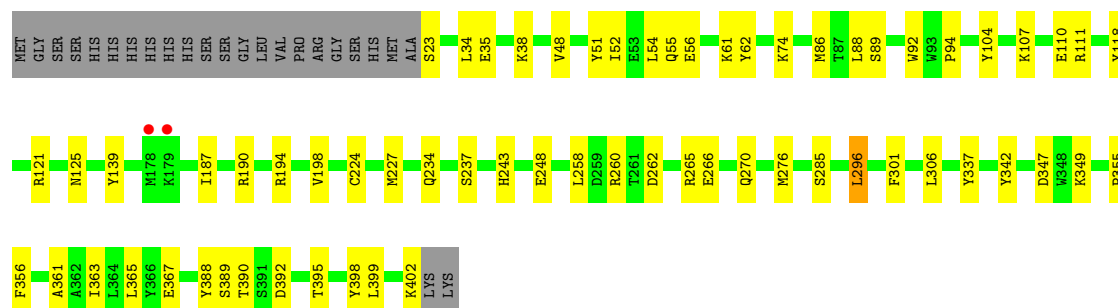 MET GLY SER SER HIS HIS HIS HIS HIS HIS SER SER GLY LEU VAL PRO ARG GLY SER HIS MET ALA S23 L34 E35 K38 V48 Y51 I52 E53 L54 Q55 E56 K61 Y62 K74 M86 T87 L88 S89 W92 W93 P94 Y104 K107 E110 R111
R121 N125 Y139 M178 K179 I187 R190 R194 V198 C224 M227 Q234 S237 H243 E248 L258 D259 R260 T261 D262 R265 E266 Q270 M276 S285 L296 F301 L306 Y337 Y342 D347 W348 K349
F356 A361 A362 I363 L364 L365 Y366 E367 Y388 S389 T390 S391 D392 T395 Y398 L399 K402 LYS LYS